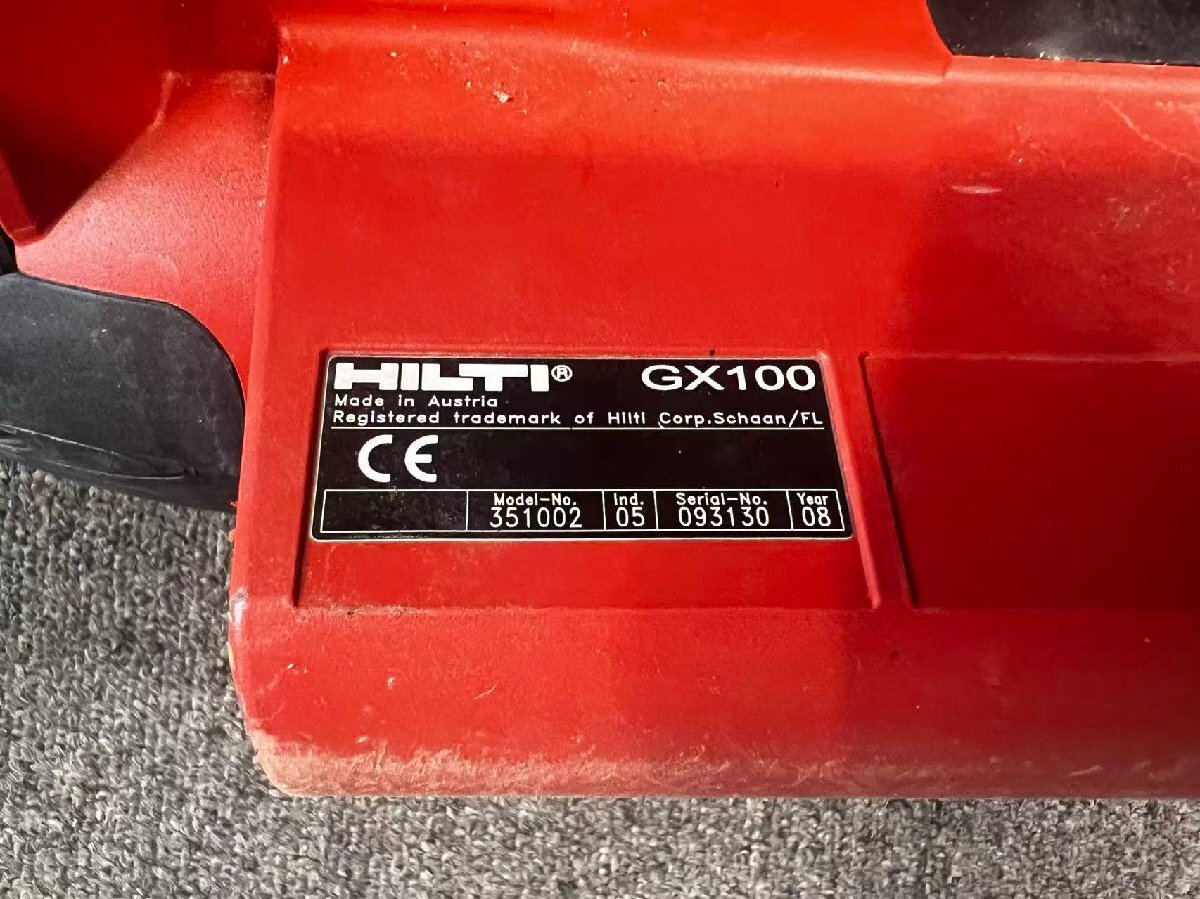 HILTI® GX100
Made in Austria
Registered trademark of Hilti Corp.Schaan/FL
CE
Model-No. Ind. Serial-No. Year
351002 05 093130 08